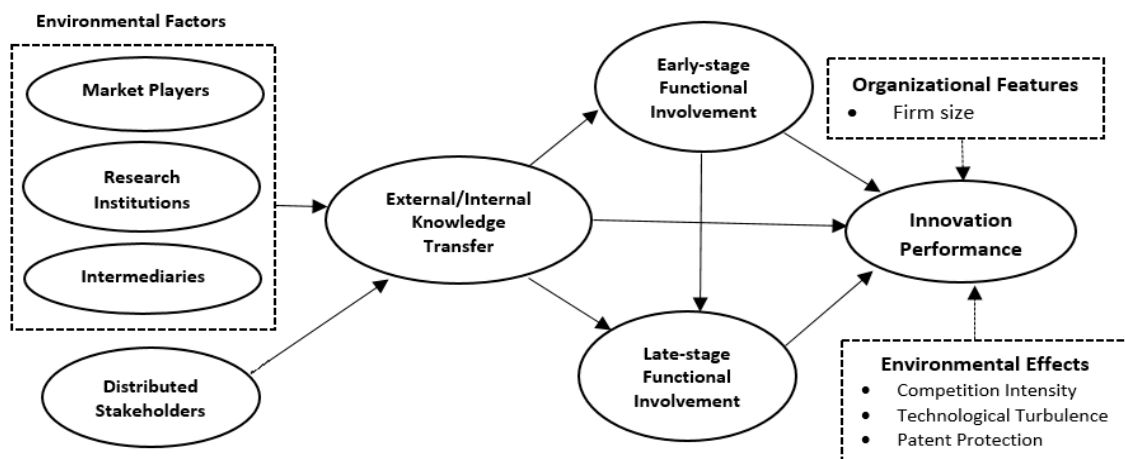 Environmental Factors
Market Players
Research
Institutions
Intermediaries
Distributed
Stakeholders
External/Internal
Knowledge
Transfer
Early-stage
Functional
Involvement
Late-stage
Functional
Involvement
Organizational Features
• Firm size
Innovation
Performance
Environmental Effects
• Competition Intensity
• Technological Turbulence
• Patent Protection